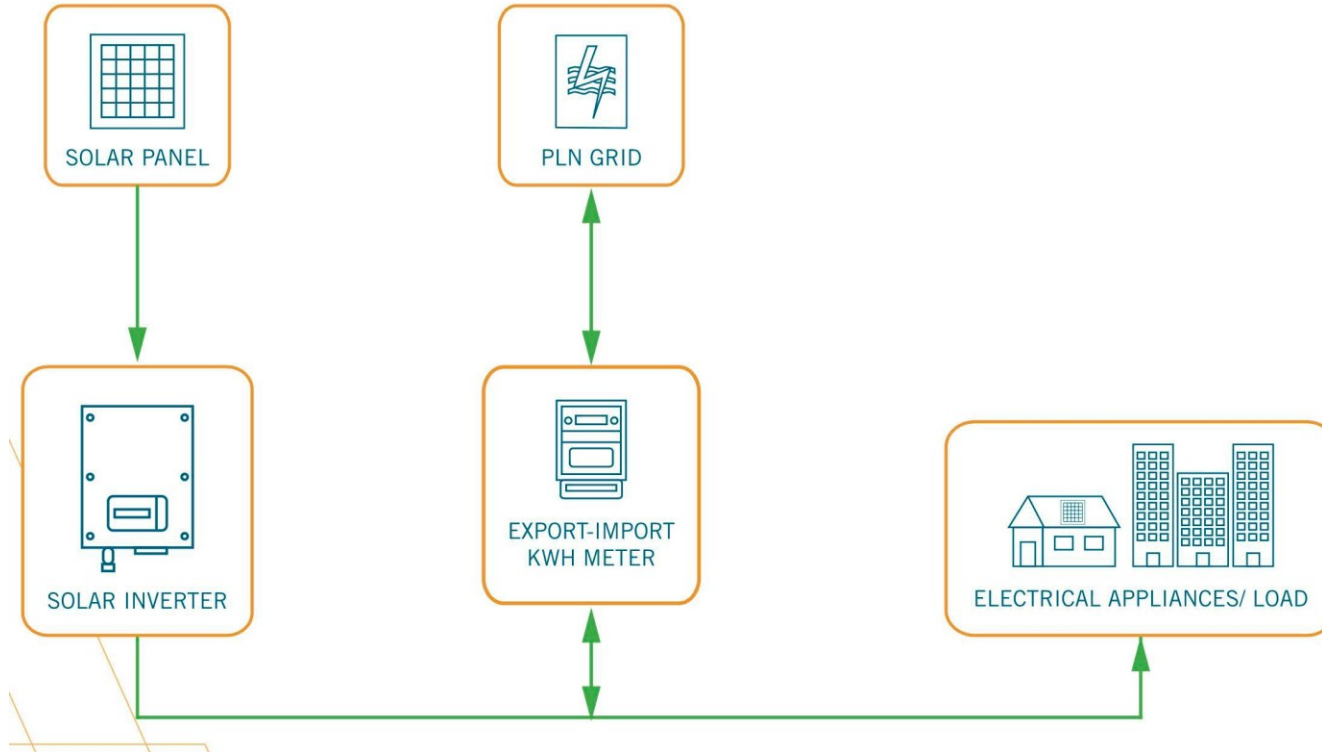 SOLAR PANEL
PLN GRID
SOLAR INVERTER
EXPORT-IMPORT
KWH METER
ELECTRICAL APPLIANCES/ LOAD